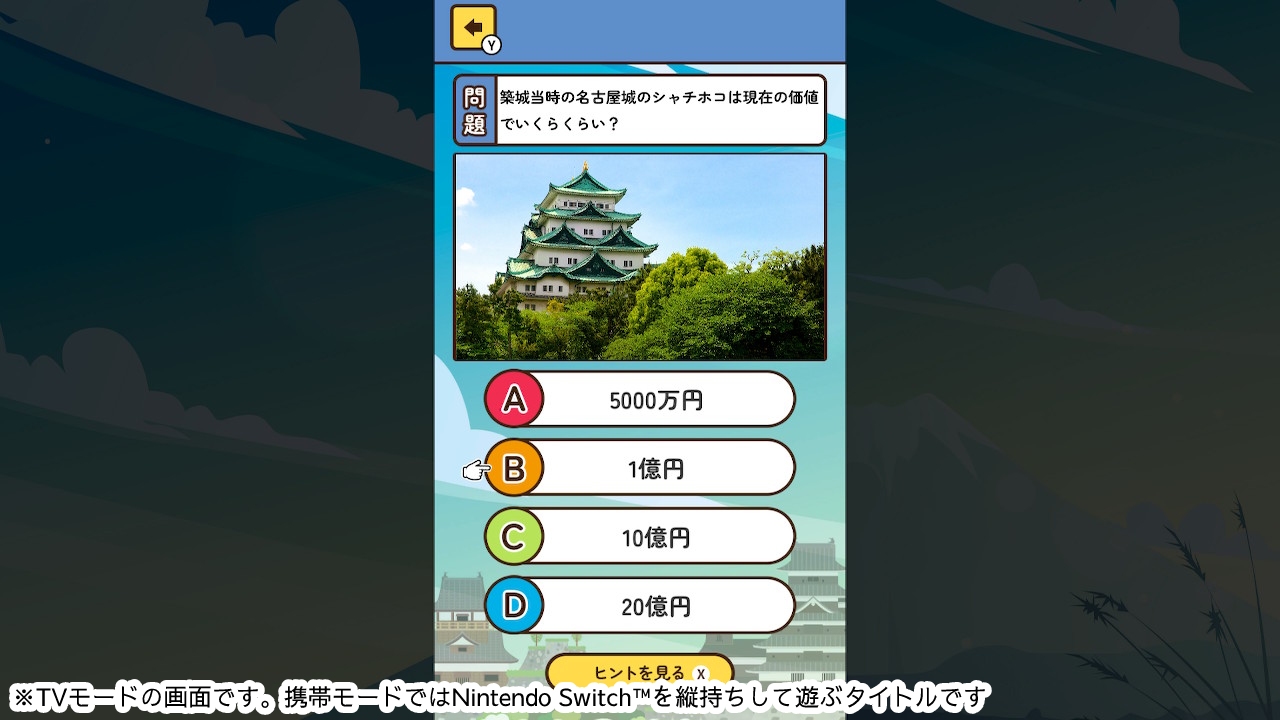 Y
問題
築城当時の名古屋城のシャチホコは現在の価値
でいくらくらい？
A 5000万円
B 1億円
C 10億円
D 20億円
ヒントを見る X
※TVモードの画面です。携帯モードではNintendo Switch™を縦持ちして遊ぶタイトルです